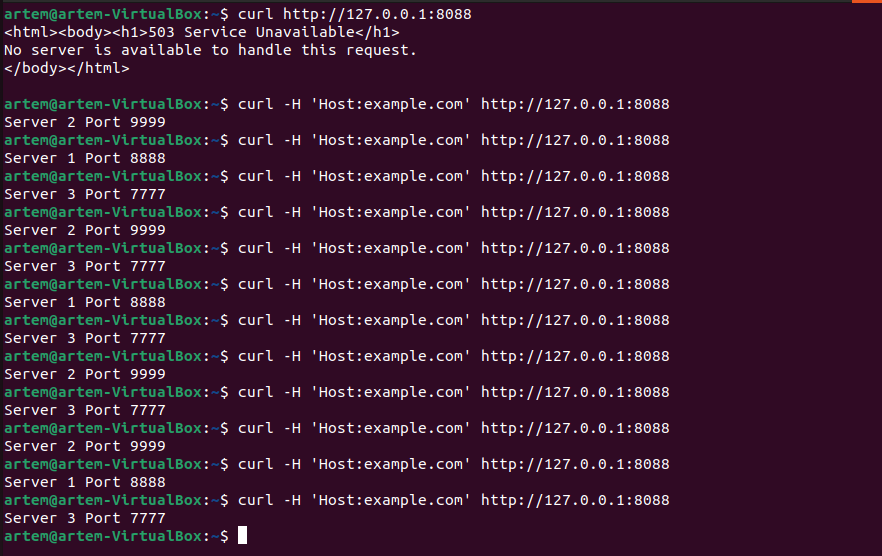 artem@artem-VirtualBox:~$ curl http://127.0.0.1:8088
<html><body><h1>503 Service Unavailable</h1>
No server is available to handle this request.
</body></html>
artem@artem-VirtualBox:~$ curl -H 'Host:example.com' http://127.0.0.1:8088
Server 2 Port 9999
artem@artem-VirtualBox:~$ curl -H 'Host:example.com' http://127.0.0.1:8088
Server 1 Port 8888
artem@artem-VirtualBox:~$ curl -H 'Host:example.com' http://127.0.0.1:8088
Server 3 Port 7777
artem@artem-VirtualBox:~$ curl -H 'Host:example.com' http://127.0.0.1:8088
Server 2 Port 9999
artem@artem-VirtualBox:~$ curl -H 'Host:example.com' http://127.0.0.1:8088
Server 3 Port 7777
artem@artem-VirtualBox:~$ curl -H 'Host:example.com' http://127.0.0.1:8088
Server 1 Port 8888
artem@artem-VirtualBox:~$ curl -H 'Host:example.com' http://127.0.0.1:8088
Server 3 Port 7777
artem@artem-VirtualBox:~$ curl -H 'Host:example.com' http://127.0.0.1:8088
Server 2 Port 9999
artem@artem-VirtualBox:~$ curl -H 'Host:example.com' http://127.0.0.1:8088
Server 3 Port 7777
artem@artem-VirtualBox:~$ curl -H 'Host:example.com' http://127.0.0.1:8088
Server 2 Port 9999
artem@artem-VirtualBox:~$ curl -H 'Host:example.com' http://127.0.0.1:8088
Server 1 Port 8888
artem@artem-VirtualBox:~$ curl -H 'Host:example.com' http://127.0.0.1:8088
Server 3 Port 7777
artem@artem-VirtualBox:~$